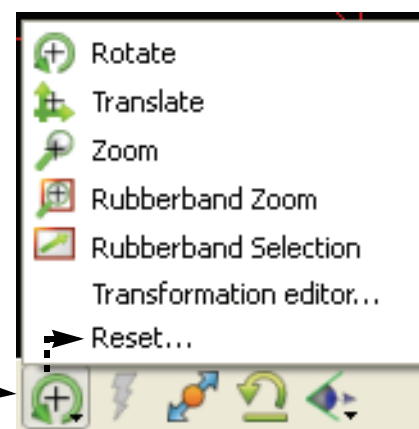 Rotate
Translate
Zoom
Rubberband Zoom
Rubberband Selection
Transformation editor...
Reset...